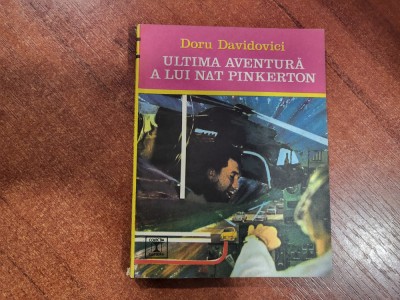 Doru Davidovici
ULTIMA AVENTURĂ
A LUI NAT PINKERTON